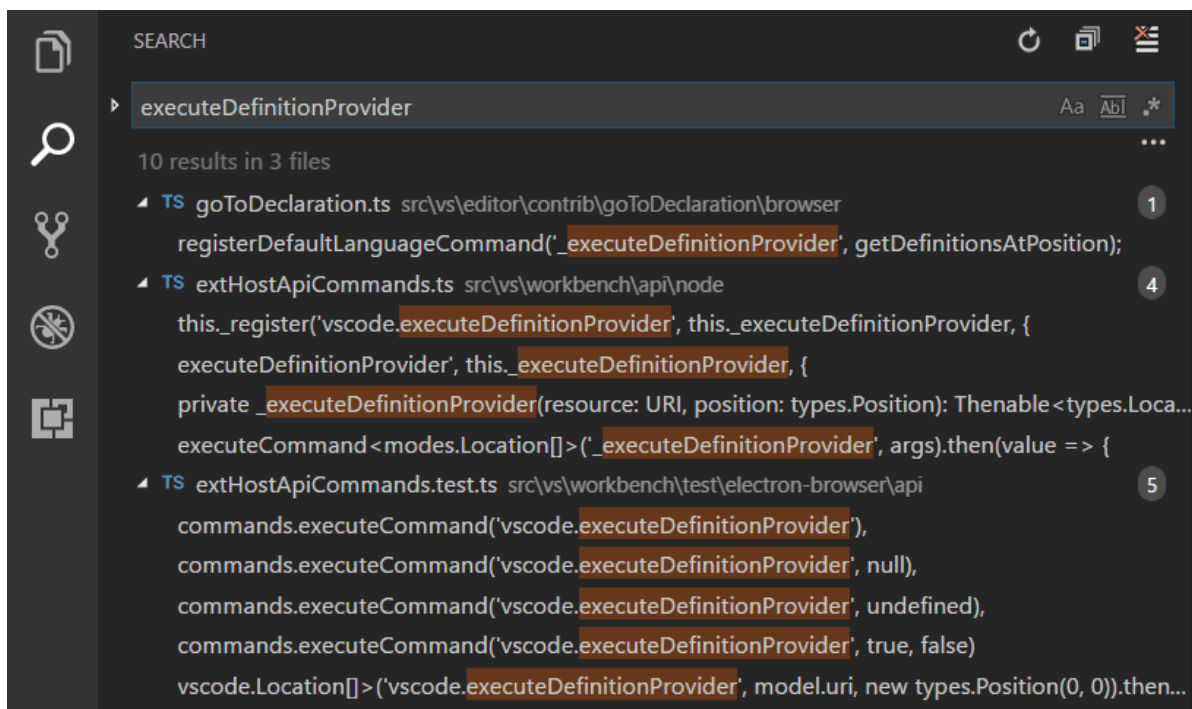 SEARCH
executeDefinitionProvider Aa Abl .*
...
10 results in 3 files
TS goToDeclaration.ts src\vs\editor\contrib\goToDeclaration\browser 1
registerDefaultLanguageCommand('_executeDefinitionProvider', getDefinitionsAtPosition);
TS extHostApiCommands.ts src\vs\workbench\api\node 4
this._register('vscode.executeDefinitionProvider', this._executeDefinitionProvider, {
executeDefinitionProvider', this._executeDefinitionProvider, {
private _executeDefinitionProvider(resource: URI, position: types.Position): Thenable<types.Loca...
executeCommand<modes.Location[]>('_executeDefinitionProvider', args).then(value => {
TS extHostApiCommands.test.ts src\vs\workbench\test\electron-browser\api 5
commands.executeCommand('vscode.executeDefinitionProvider'),
commands.executeCommand('vscode.executeDefinitionProvider', null),
commands.executeCommand('vscode.executeDefinitionProvider', undefined),
commands.executeCommand('vscode.executeDefinitionProvider', true, false)
vscode.Location[]>('vscode.executeDefinitionProvider', model.uri, new types.Position(0, 0)).then...